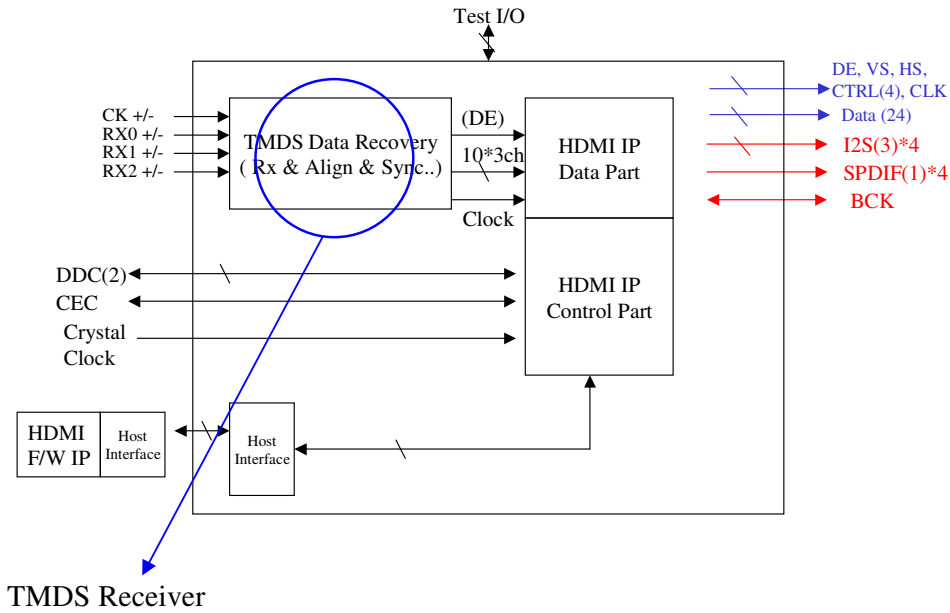 Test I/O
DE, VS, HS,
CTRL(4), CLK
Data (24)
I2S(3)*4
SPDIF(1)*4
BCK
CK +/-
RX0 +/-
RX1 +/-
RX2 +/-
TMDS Data Recovery
( Rx & Align & Sync..)
(DE)
10*3ch
Clock
HDMI IP
Data Part
HDMI IP
Control Part
DDC(2)
CEC
Crystal
Clock
HDMI
F/W IP
Host
Interface
Host
Interface
TMDS Receiver